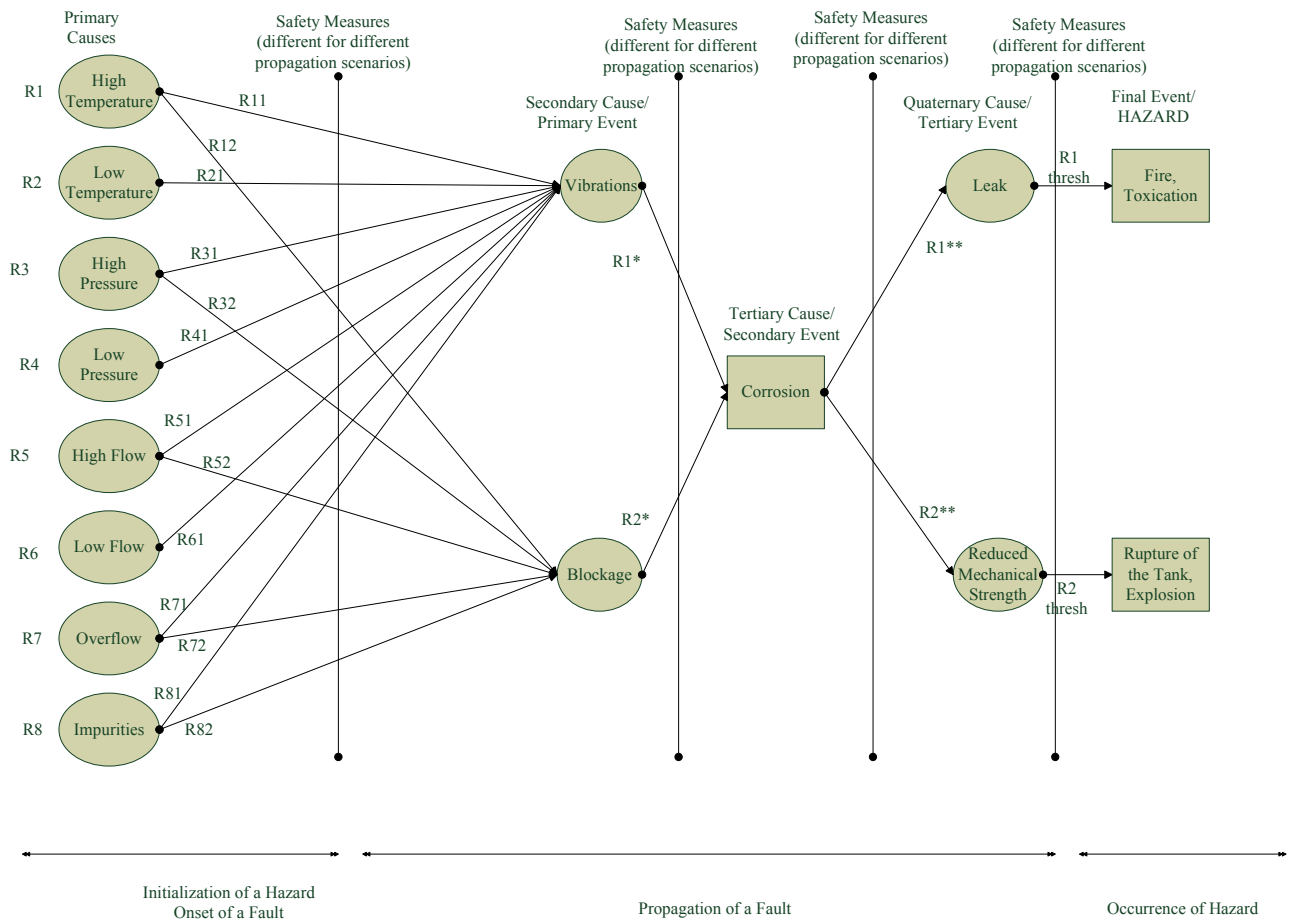 Primary
Causes
Safety Measures
(different for different
propagation scenarios)
Safety Measures
(different for different
propagation scenarios)
Safety Measures
(different for different
propagation scenarios)
Safety Measures
(different for different
propagation scenarios)
R1
High
Temperature
R11
R12
Secondary Cause/
Primary Event
Quaternary Cause/
Tertiary Event
Final Event/
HAZARD
R2
Low
Temperature
R21
Vibrations
Leak
R1
thresh
Fire,
Toxication
R3
High
Pressure
R31
R32
R1*
R1**
R4
Low
Pressure
R41
Tertiary Cause/
Secondary Event
Corrosion
R5
High Flow
R51
R52
R6
Low Flow
R61
R2*
R2**
Blockage
Reduced
Mechanical
Strength
R2
thresh
Rupture of
the Tank,
Explosion
R7
Overflow
R71
R72
R8
Impurities
R81
R82
Initialization of a Hazard
Onset of a Fault
Propagation of a Fault
Occurrence of Hazard